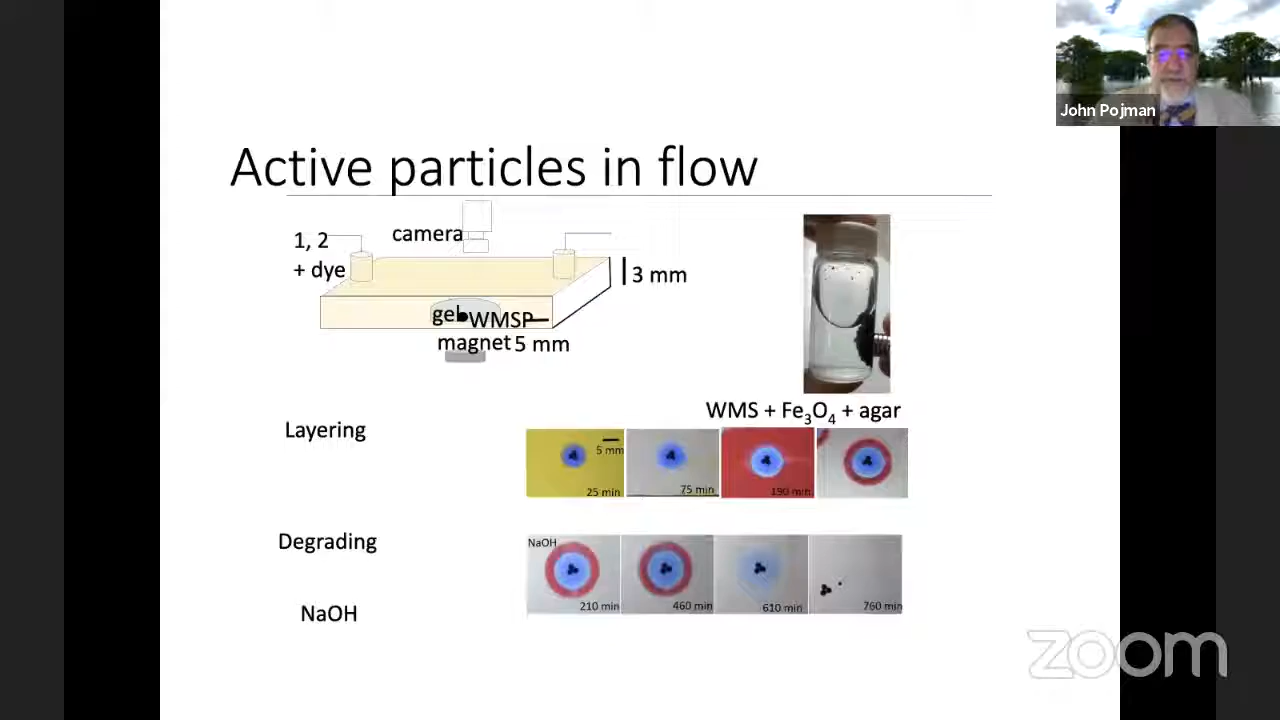 John Pojman
Active particles in flow
1, 2
+ dye
camera
3 mm
gel
WMSP
magnet
5 mm
WMS + Fe3O4 + agar
Layering
5 mm
25 min
75 min
190 min
Degrading
NaOH
210 min
460 min
610 min
760 min
NaOH
zoom